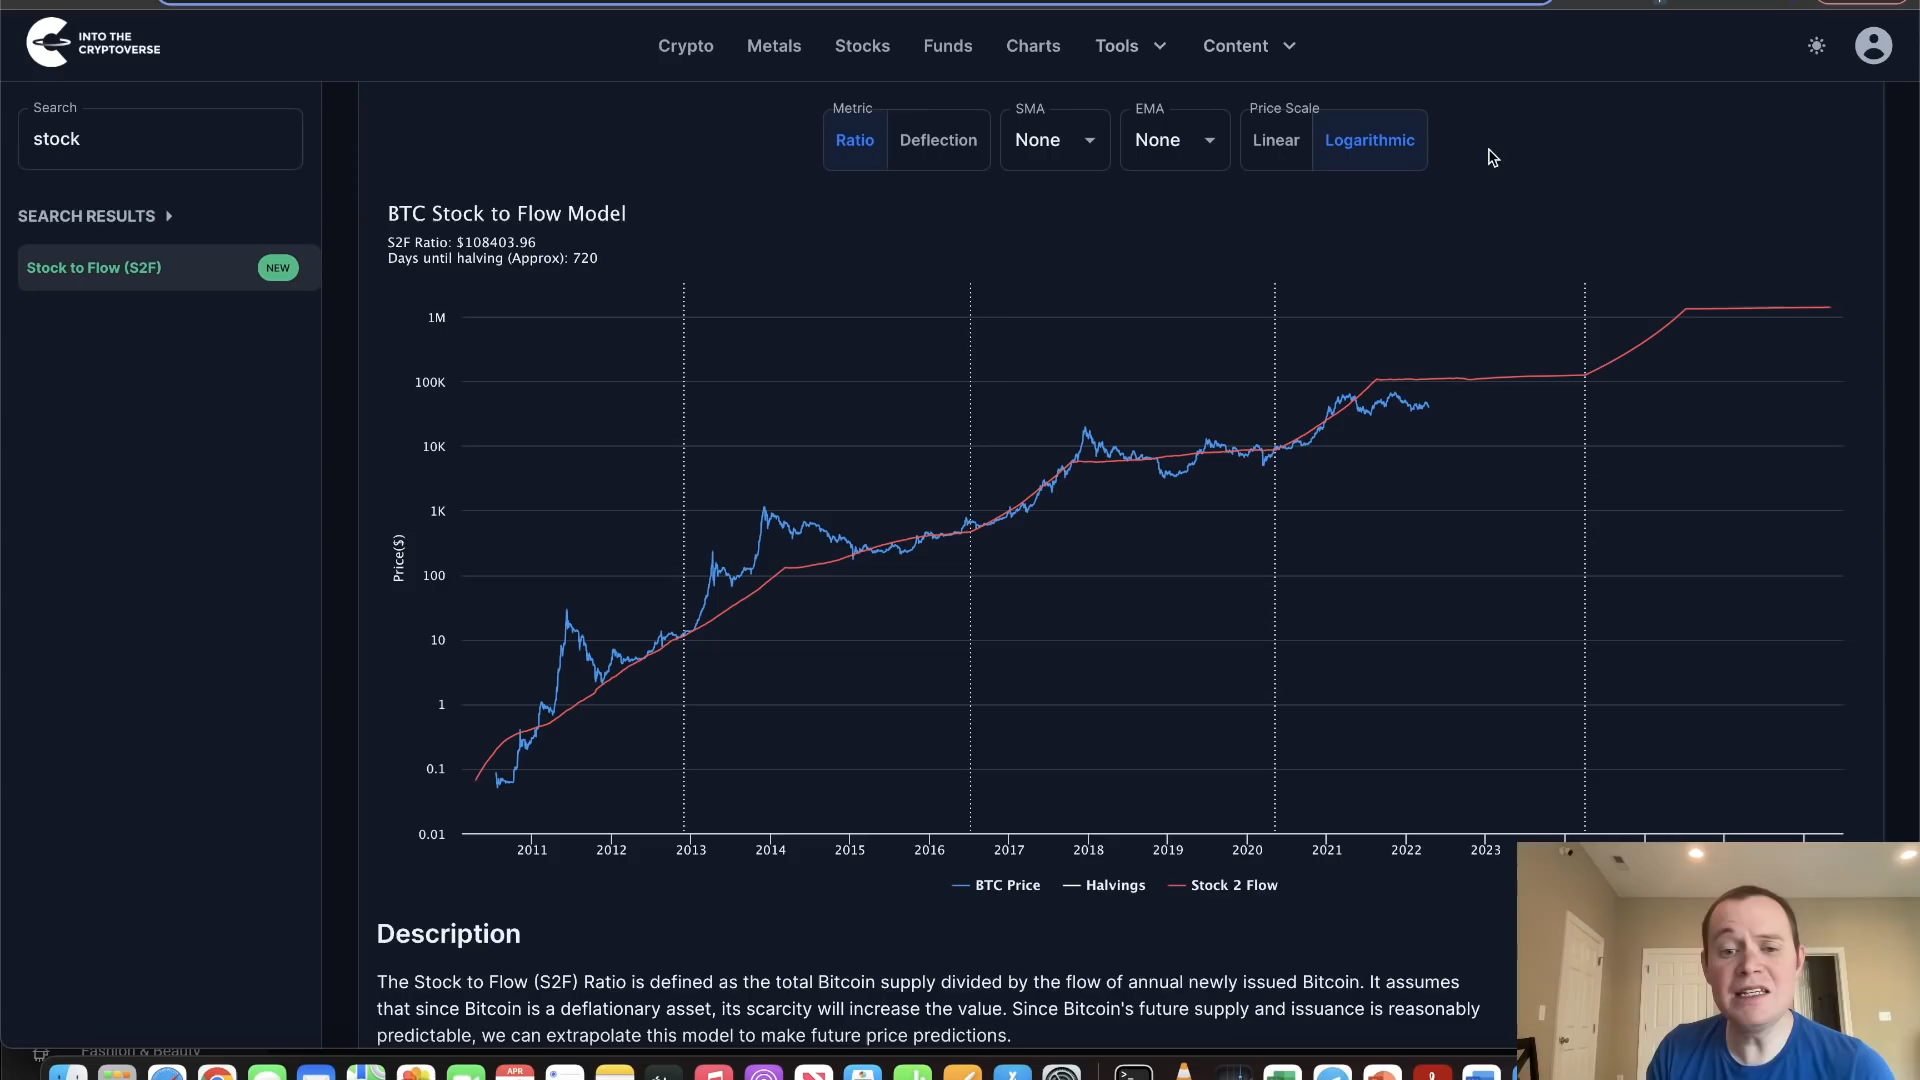 INTO THE
CRYPTOVERSE
Crypto
Metals
Stocks
Funds
Charts
Tools
Content
Search
stock
SEARCH RESULTS
Stock to Flow (S2F)
NEW
Metric
Ratio
Deflection
SMA
None
EMA
None
Price Scale
Linear
Logarithmic
BTC Stock to Flow Model
S2F Ratio: $108403.96
Days until halving (Approx): 720
Price($)
1M
100K
10K
1K
100
10
1
0.1
0.01
2011 2012 2013 2014 2015 2016 2017 2018 2019 2020 2021 2022 2023
BTC Price
Halvings
Stock 2 Flow
Description
The Stock to Flow (S2F) Ratio is defined as the total Bitcoin supply divided by the flow of annual newly issued Bitcoin. It assumes
that since Bitcoin is a deflationary asset, its scarcity will increase the value. Since Bitcoin's future supply and issuance is reasonably
predictable, we can extrapolate this model to make future price predictions.
Fashion & Beauty
APR